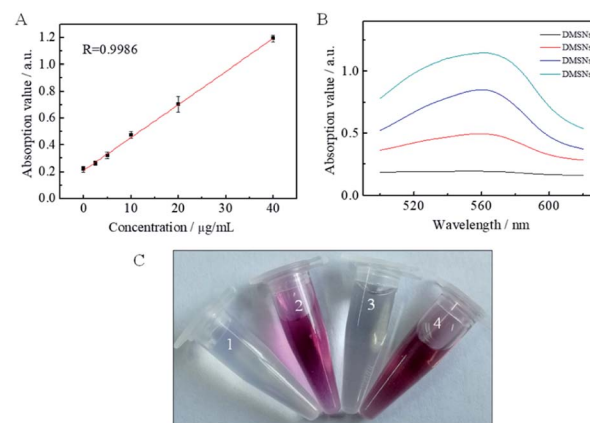 A
R=0.9986
Absorption value / a.u.
1.2
1.0
0.8
0.6
0.4
0.2
0.0
0
10
20
30
40
Concentration / μg/mL
B
DMSNs
DMSNs
DMSNs
DMSNs
Absorption value / a.u.
1.0
0.5
0.0
520
560
600
Wavelength / nm
C
1
2
3
4